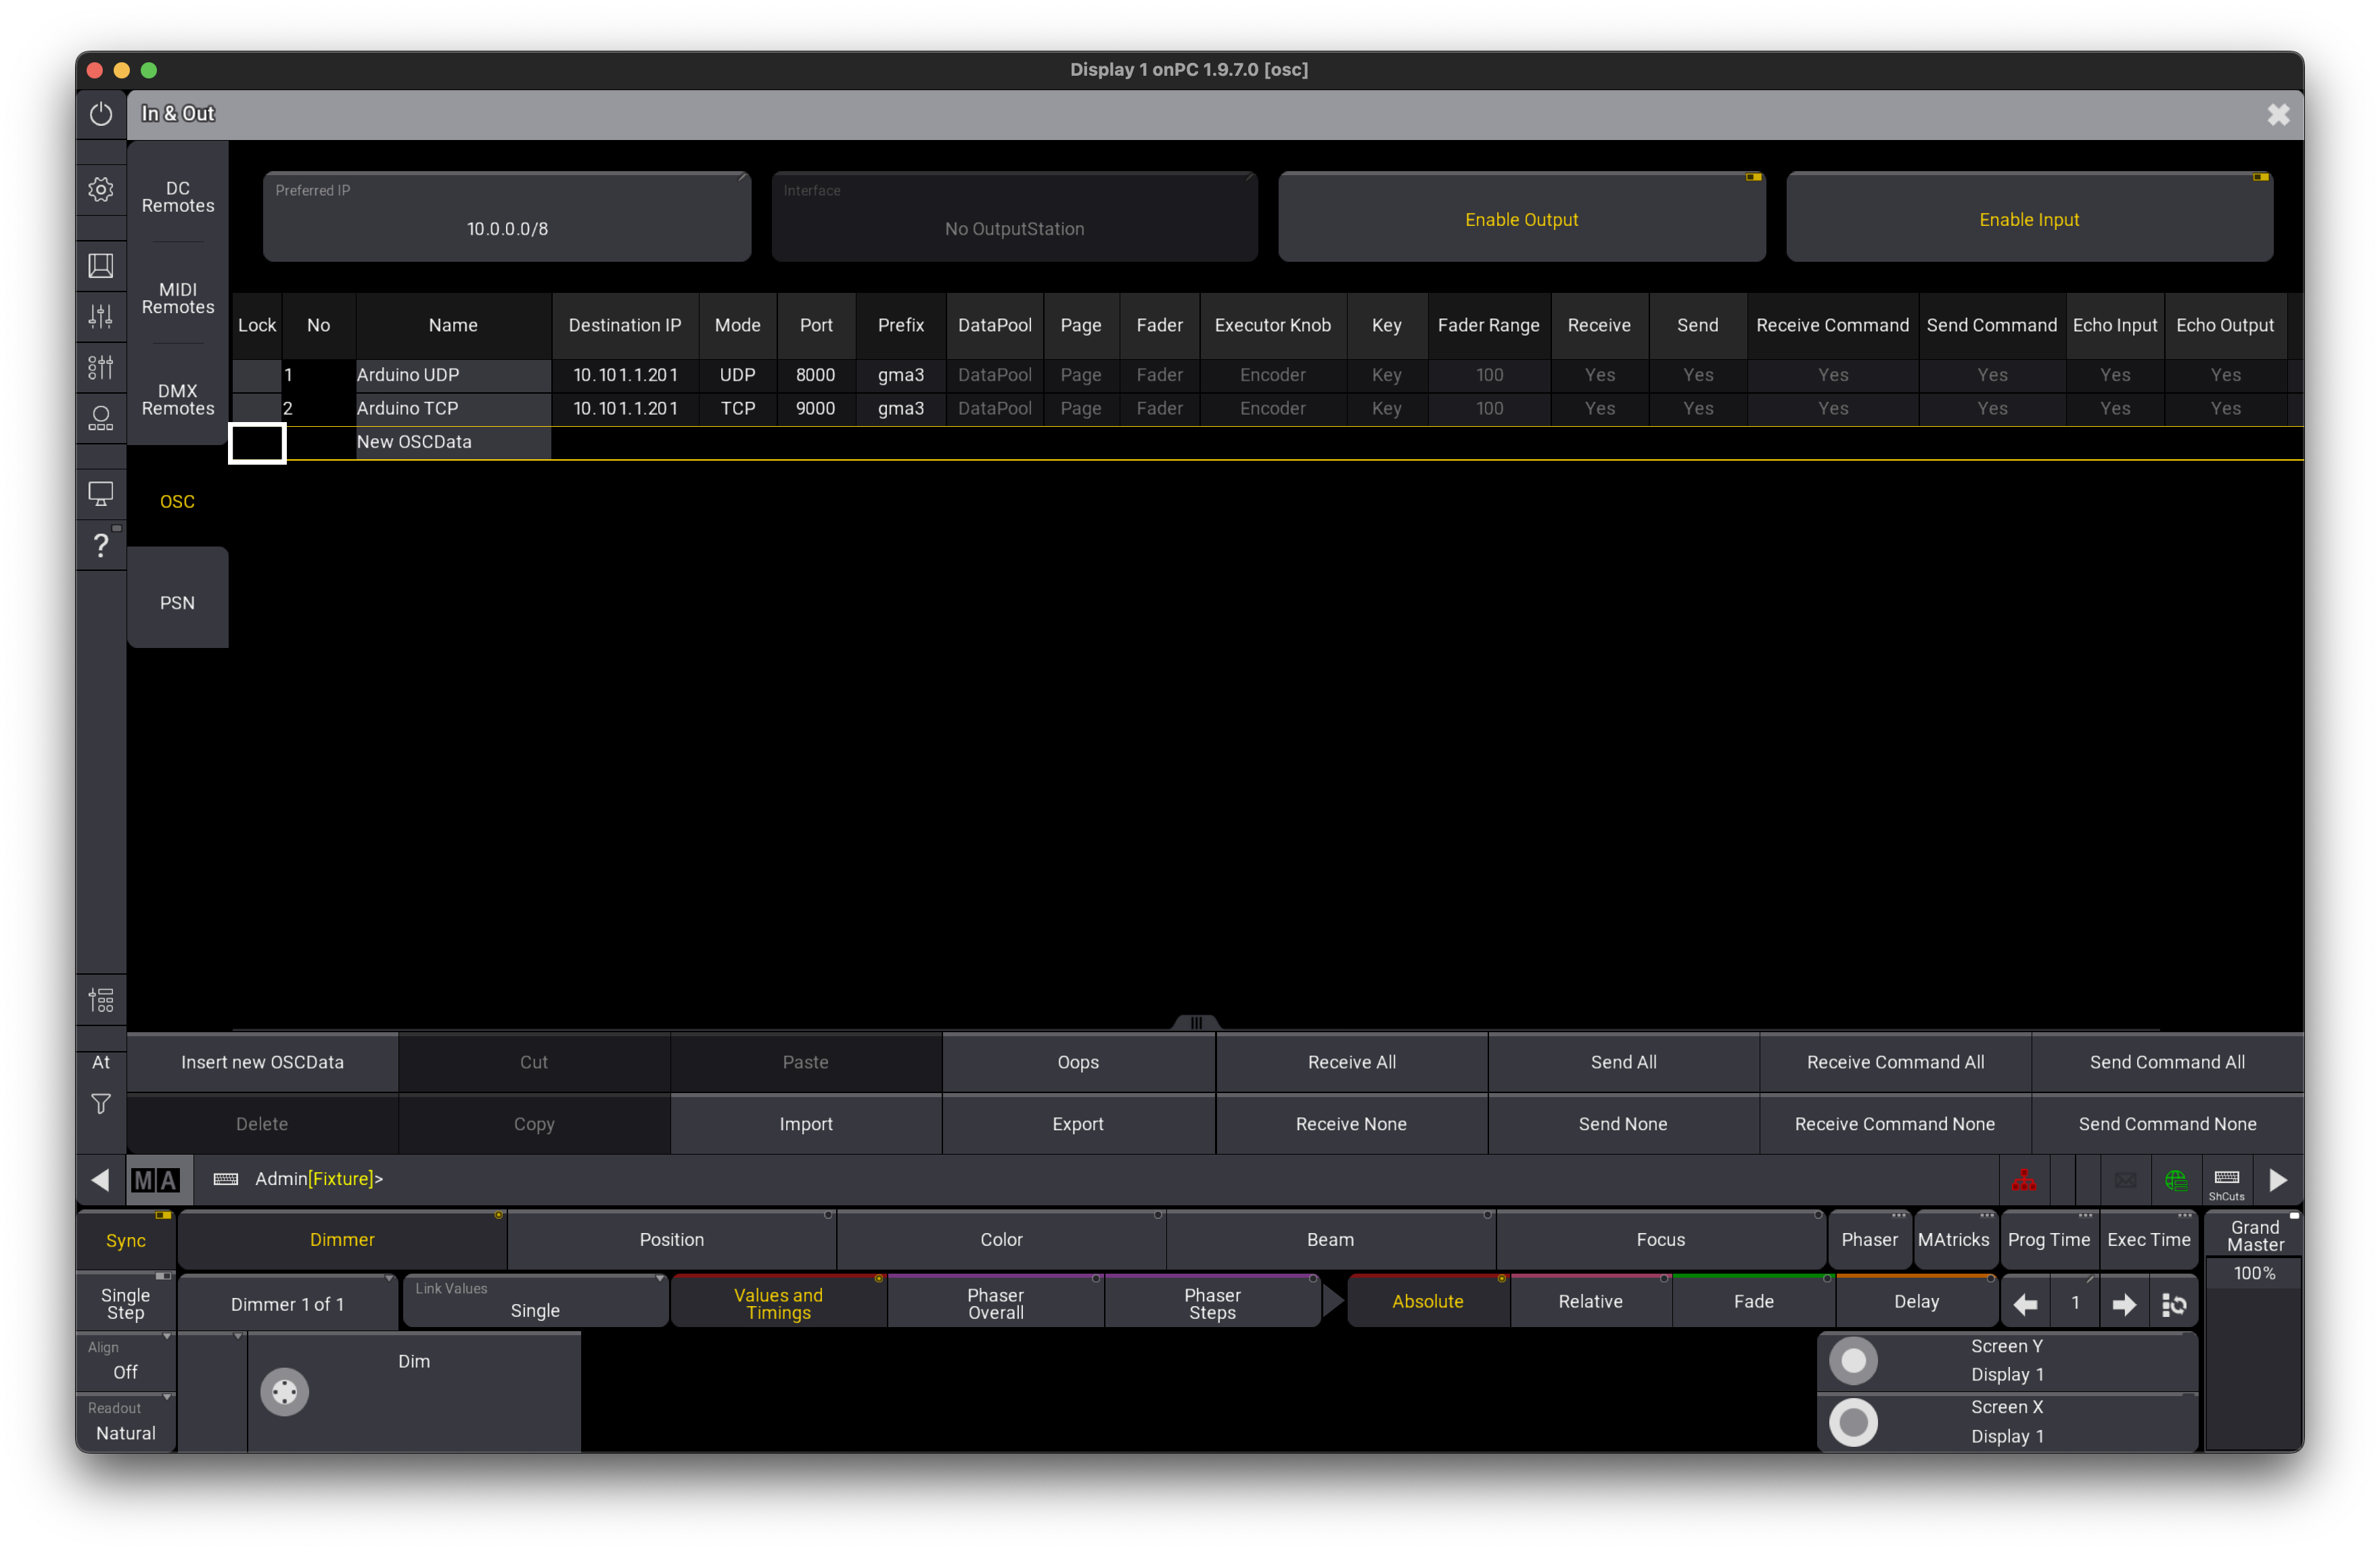 Display 1 onPC 1.9.7.0 [osc]
In & Out
DC
Remotes
MIDI
Remotes
DMX
Remotes
OSC
PSN
Preferred IP
10.0.0.0/8
Interface
No OutputStation
Enable Output
Enable Input
Lock No Name Destination IP Mode Port Prefix DataPool Page Fader Executor Knob Key Fader Range Receive Send Receive Command Send Command Echo Input Echo Output
1 Arduino UDP 10.101.1.201 UDP 8000 gma3 DataPool Page Fader Encoder Key 100 Yes Yes Yes Yes Yes Yes
2 Arduino TCP 10.101.1.201 TCP 9000 gma3 DataPool Page Fader Encoder Key 100 Yes Yes Yes Yes Yes Yes
New OSCData
?
At
Insert new OSCData Cut Paste Oops Receive All Send All Receive Command All Send Command All
Delete Copy Import Export Receive None Send None Receive Command None Send Command None
MA Admin[Fixture]> ShCuts
Sync Dimmer Position Color Beam Focus Phaser MAtricks Prog Time Exec Time
Grand
Master
100%
Single
Step
Dimmer 1 of 1
Link Values
Single
Values and
Timings
Phaser
Overall
Phaser
Steps
Absolute Relative Fade Delay 1
Align
Off
Dim
Screen Y
Display 1
Readout
Natural
Screen X
Display 1